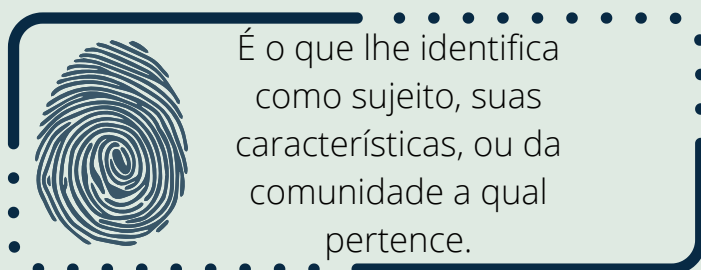 É o que lhe identifica
como sujeito, suas
características, ou da
comunidade a qual
pertence.